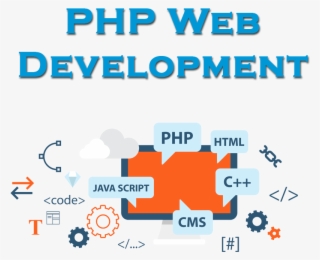 PHP Web
Development
PHP
HTML
JAVA SCRIPT
C++
<code>
</>
CMS
T
</...>
[#]